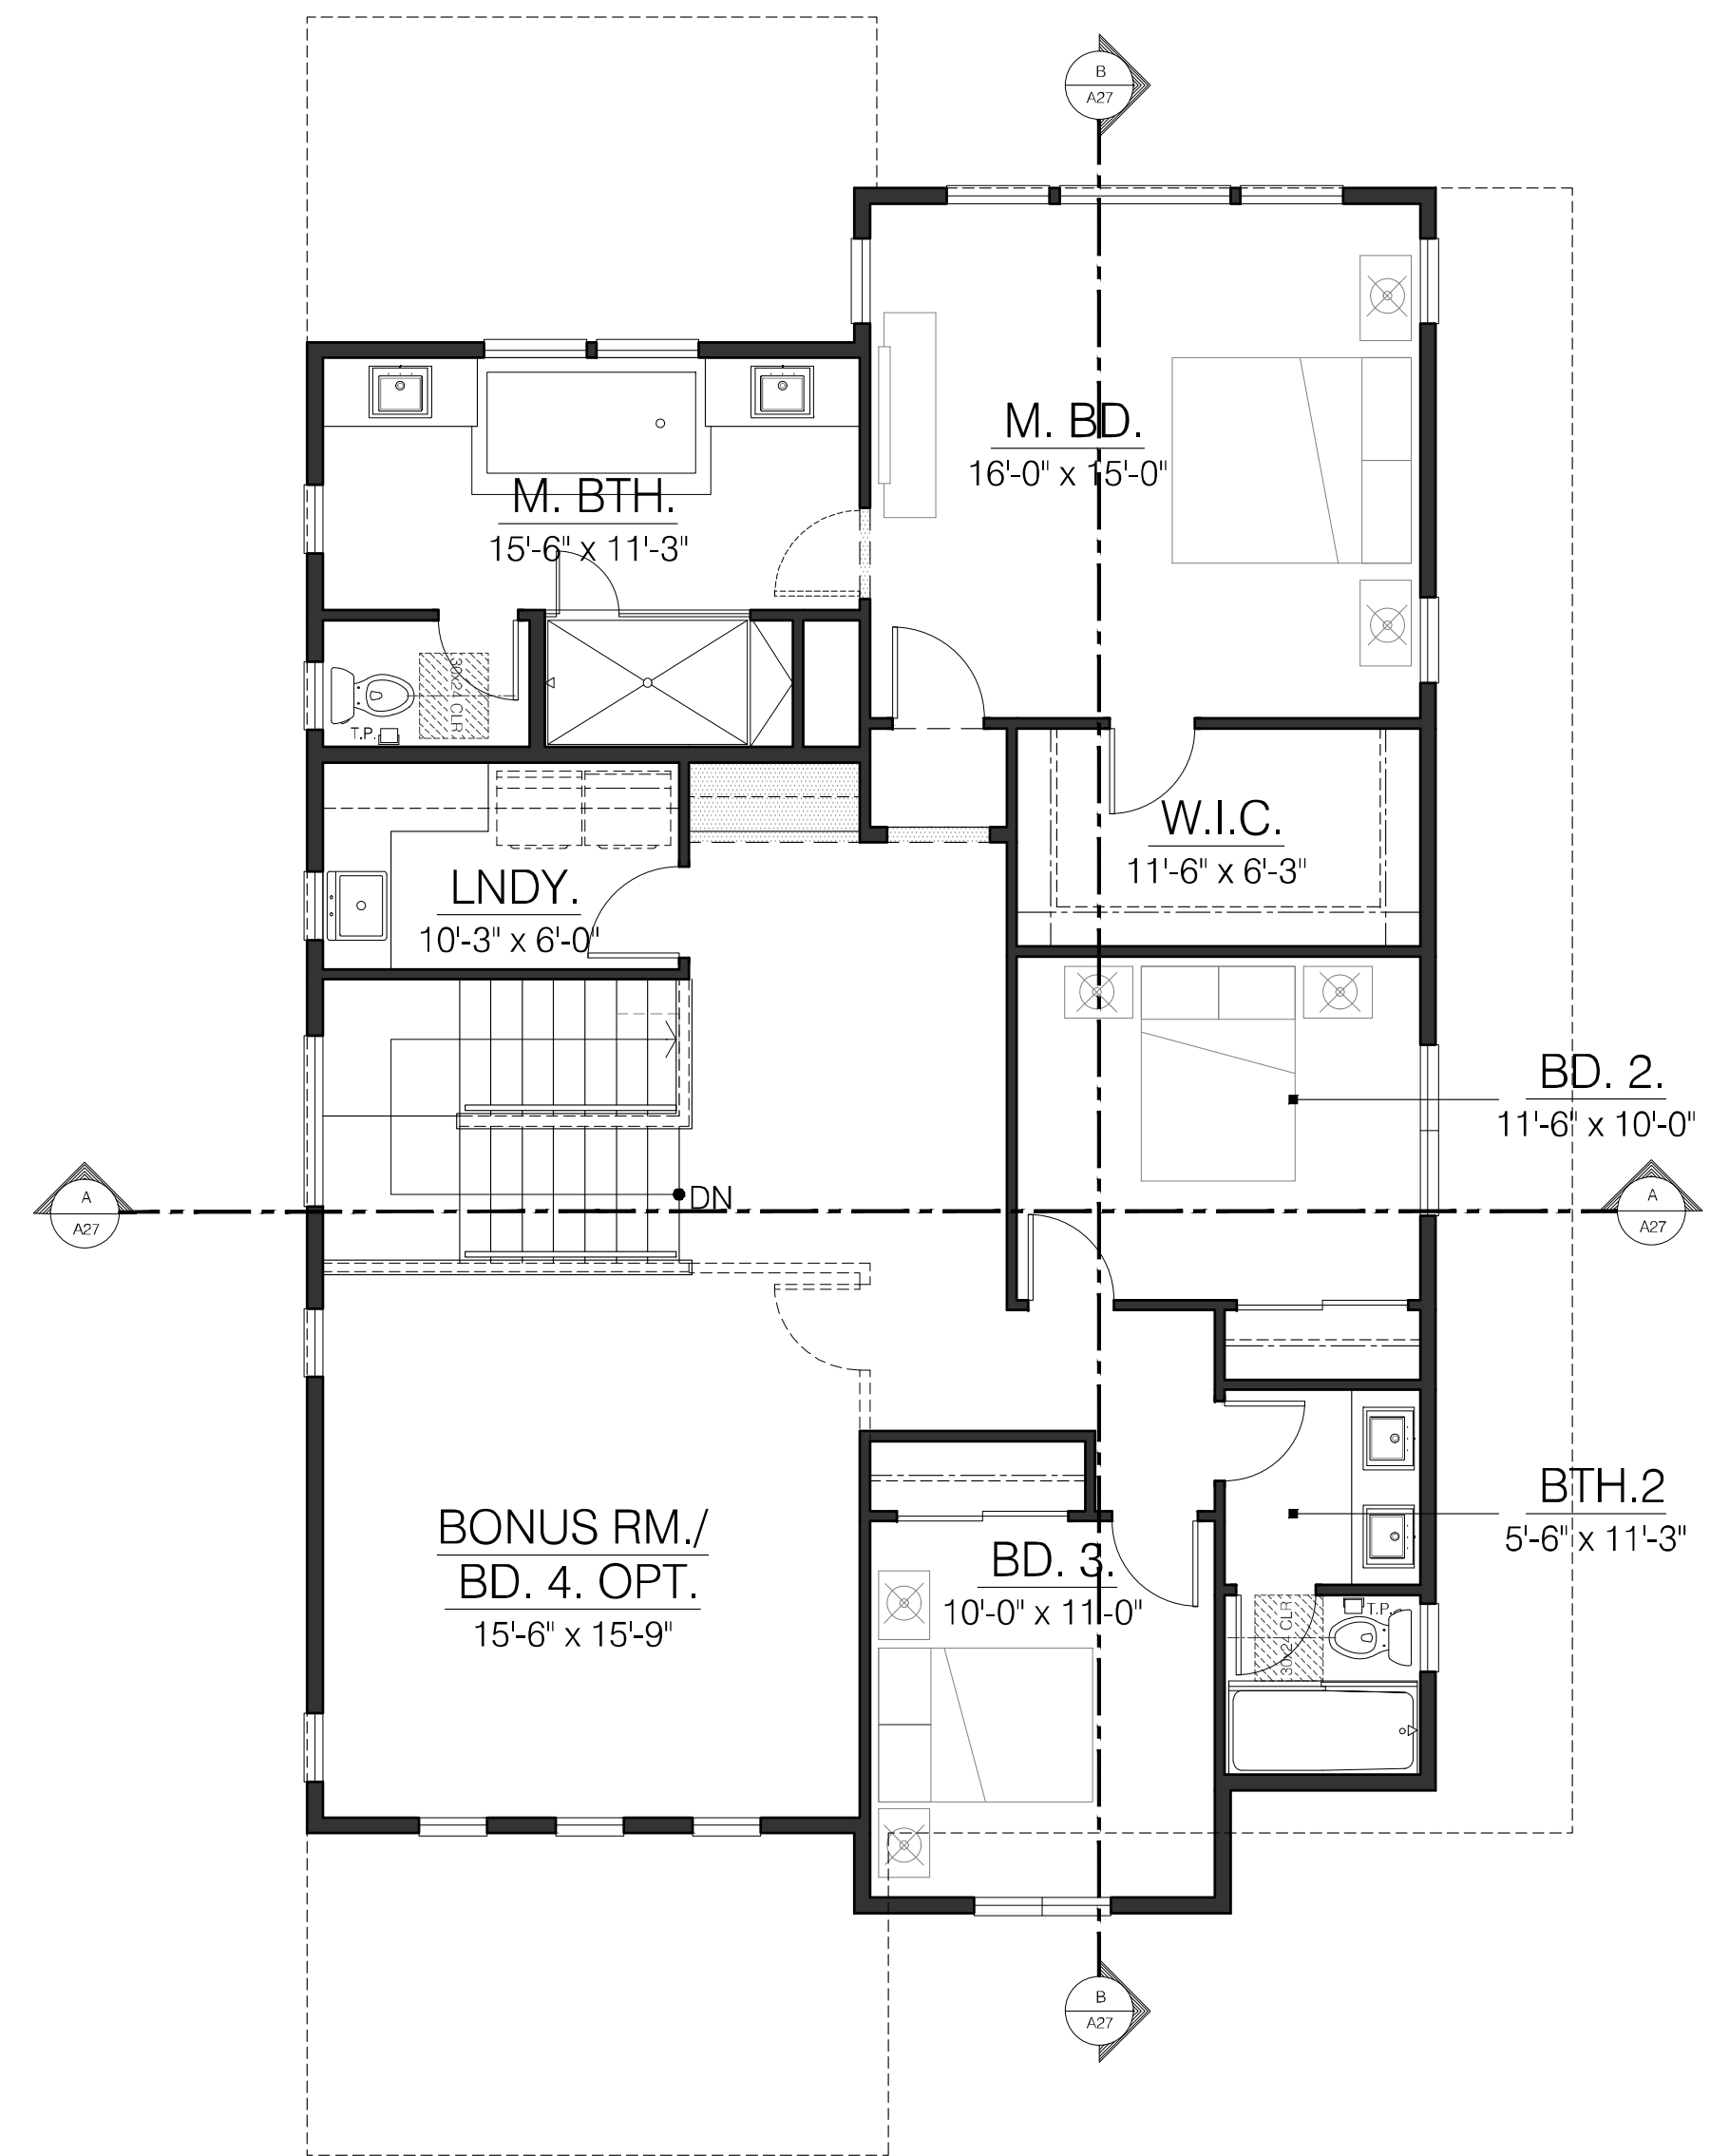 B
A27
M. BD.
16'-0" x 15'-0"
M. BTH.
15'-6" x 11'-3"
30x24 CLR
T.P.
W.I.C.
11'-6" x 6'-3"
LNDY.
10'-3" x 6'-0"
BD. 2.
11'-6" x 10'-0"
DN
A
A27
A
A27
BTH.2
5'-6" x 11'-3"
BONUS RM./
BD. 4. OPT.
15'-6" x 15'-9"
BD. 3.
10'-0" x 11'-0"
30x24 CLR
T.P.
B
A27